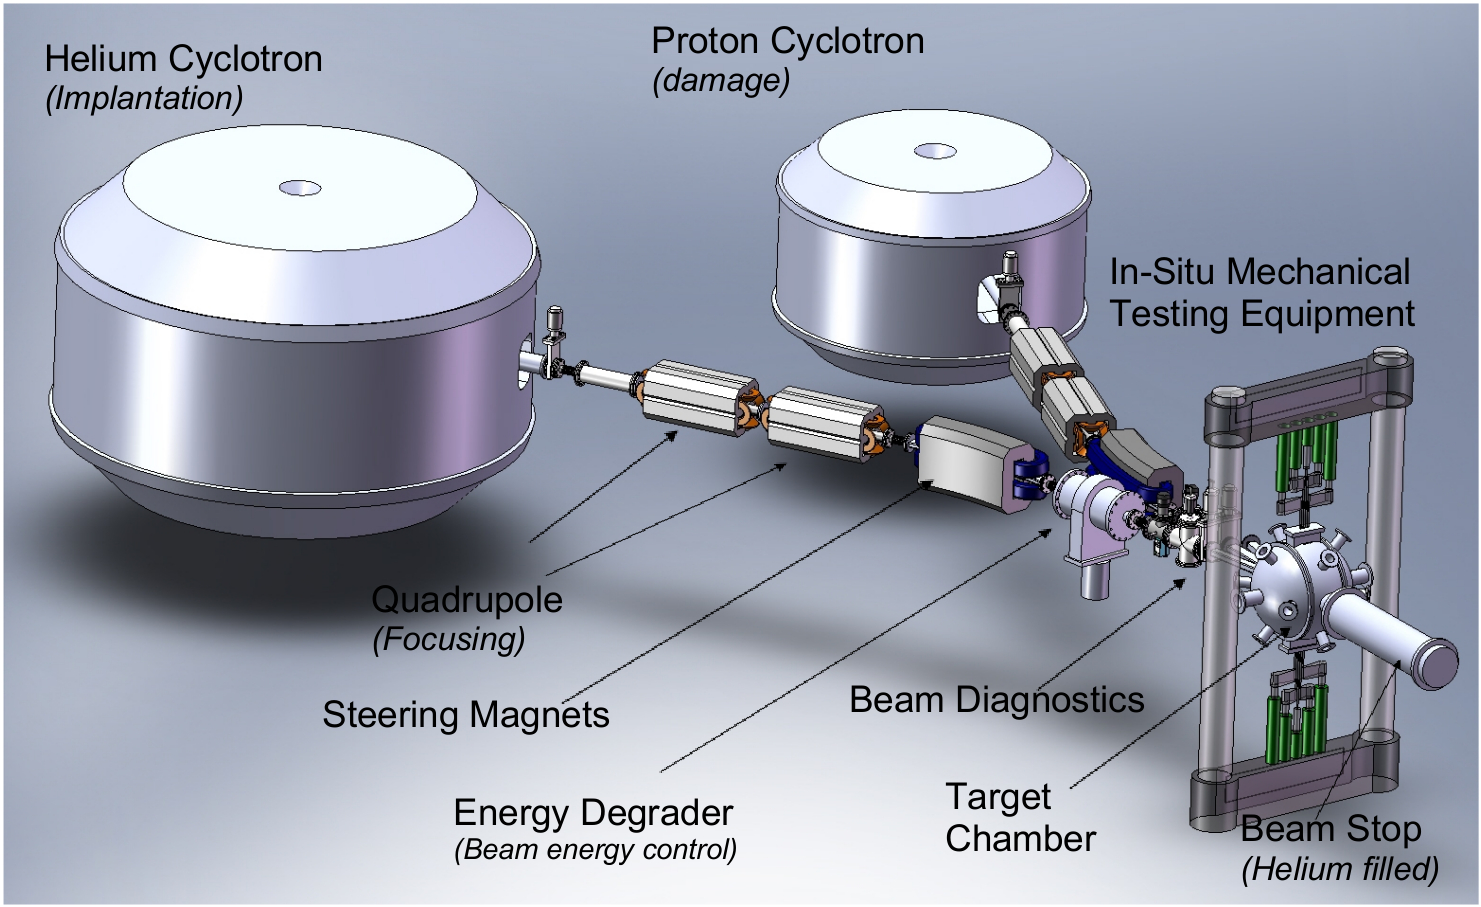 Helium Cyclotron
(Implantation)
Proton Cyclotron
(damage)
In-Situ Mechanical
Testing Equipment
Quadrupole
(Focusing)
Steering Magnets
Beam Diagnostics
Energy Degrader
(Beam energy control)
Target
Chamber
Beam Stop
(Helium filled)